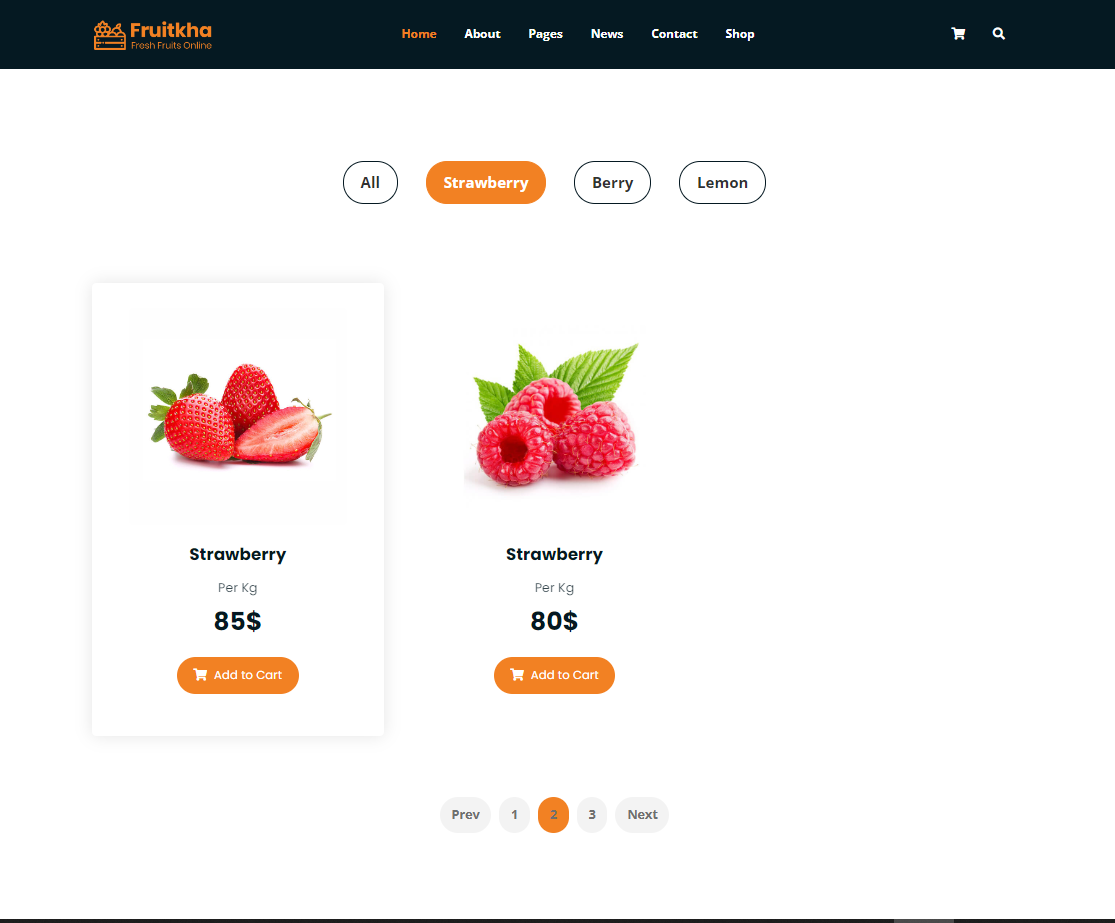 Fruitkha
Fresh Fruits Online
Home About Pages News Contact Shop
All Strawberry Berry Lemon
Strawberry
Per Kg
85$
Add to Cart
Strawberry
Per Kg
80$
Add to Cart
Prev 1 2 3 Next